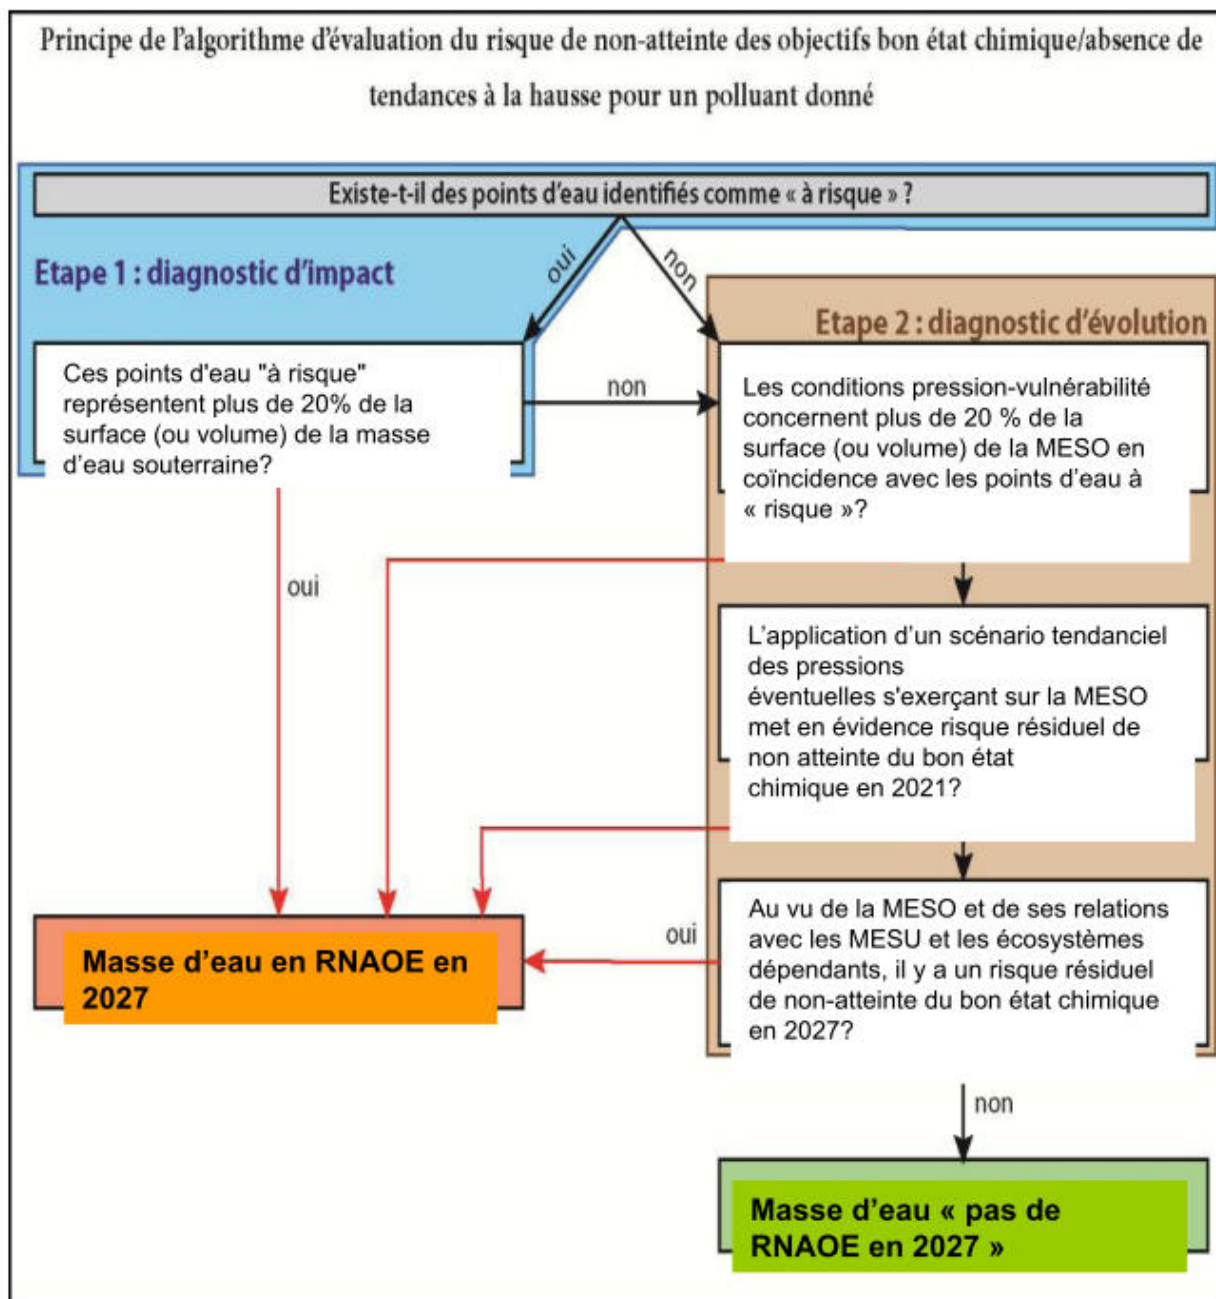 Principe de l'algorithme d'évaluation du risque de non-atteinte des objectifs bon état chimique/absence de
tendances à la hausse pour un polluant donné
Existe-t-il des points d'eau identifiés comme « à risque » ?
oui
non
Etape 1 : diagnostic d'impact
Etape 2 : diagnostic d'évolution
Ces points d'eau "à risque"
représentent plus de 20% de la
surface (ou volume) de la masse
d'eau souterraine?
non
Les conditions pression-vulnérabilité
concernent plus de 20 % de la
surface (ou volume) de la MESO en
coïncidence avec les points d'eau à
« risque »?
oui
L'application d'un scénario tendanciel
des pressions
éventuelles s'exerçant sur la MESO
met en évidence risque résiduel de
non atteinte du bon état
chimique en 2021?
Au vu de la MESO et de ses relations
avec les MESU et les écosystèmes
dépendants, il y a un risque résiduel
de non-atteinte du bon état chimique
en 2027?
oui
Masse d'eau en RNAOE en
2027
non
Masse d'eau « pas de
RNAOE en 2027 »